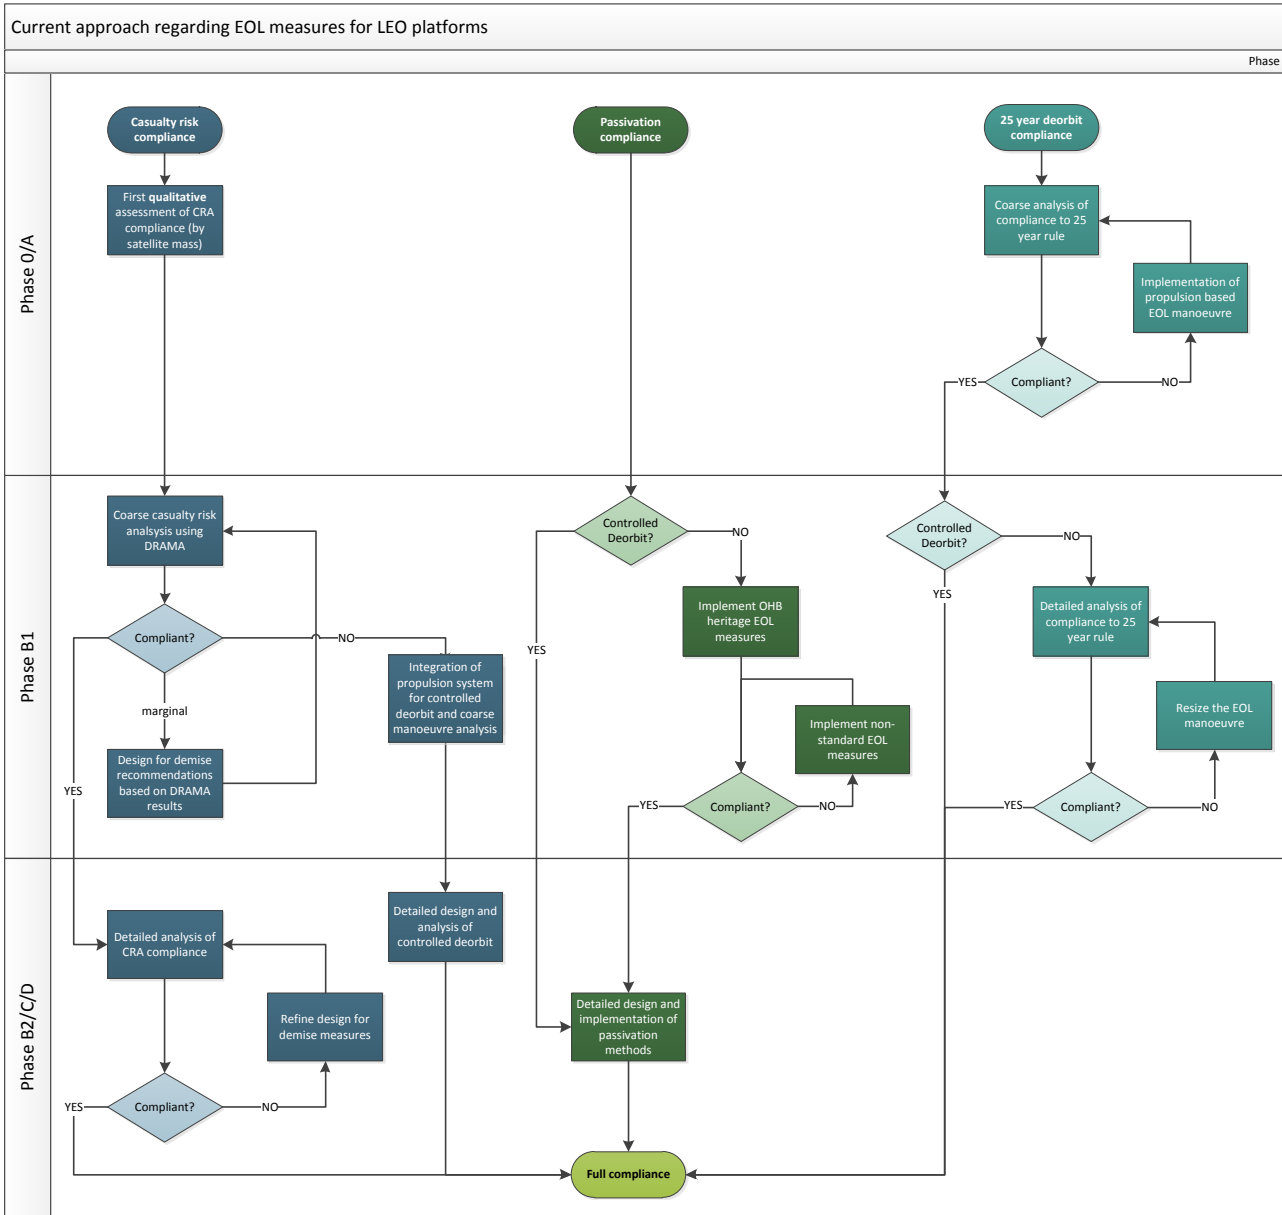 Current approach regarding EOL measures for LEO platforms
Phase
Phase 0/A
Casualty risk
compliance
Passivation
compliance
25 year deorbit
compliance
First qualitative
assessment of CRA
compliance (by
satellite mass)
Coarse analysis of
compliance to 25
year rule
Implementation of
propulsion based
EOL manoeuvre
YES
Compliant?
NO
Phase B1
Coarse casualty risk
analsysis using
DRAMA
Compliant?
NO
marginal
YES
Design for demise
recommendations
based on DRAMA
results
Integration of
propulsion system
for controlled
deorbit and coarse
manoeuvre analysis
Controlled
Deorbit?
NO
YES
Implement OHB
heritage EOL
measures
Implement non-
standard EOL
measures
YES
Compliant?
NO
Controlled
Deorbit?
NO
YES
Detailed analysis of
compliance to 25
year rule
Resize the EOL
manoeuvre
YES
Compliant?
NO
Phase B2/C/D
Detailed analysis of
CRA compliance
Refine design for
demise measures
YES
Compliant?
NO
Detailed design and
analysis of
controlled deorbit
Detailed design and
implementation of
passivation
methods
Full compliance